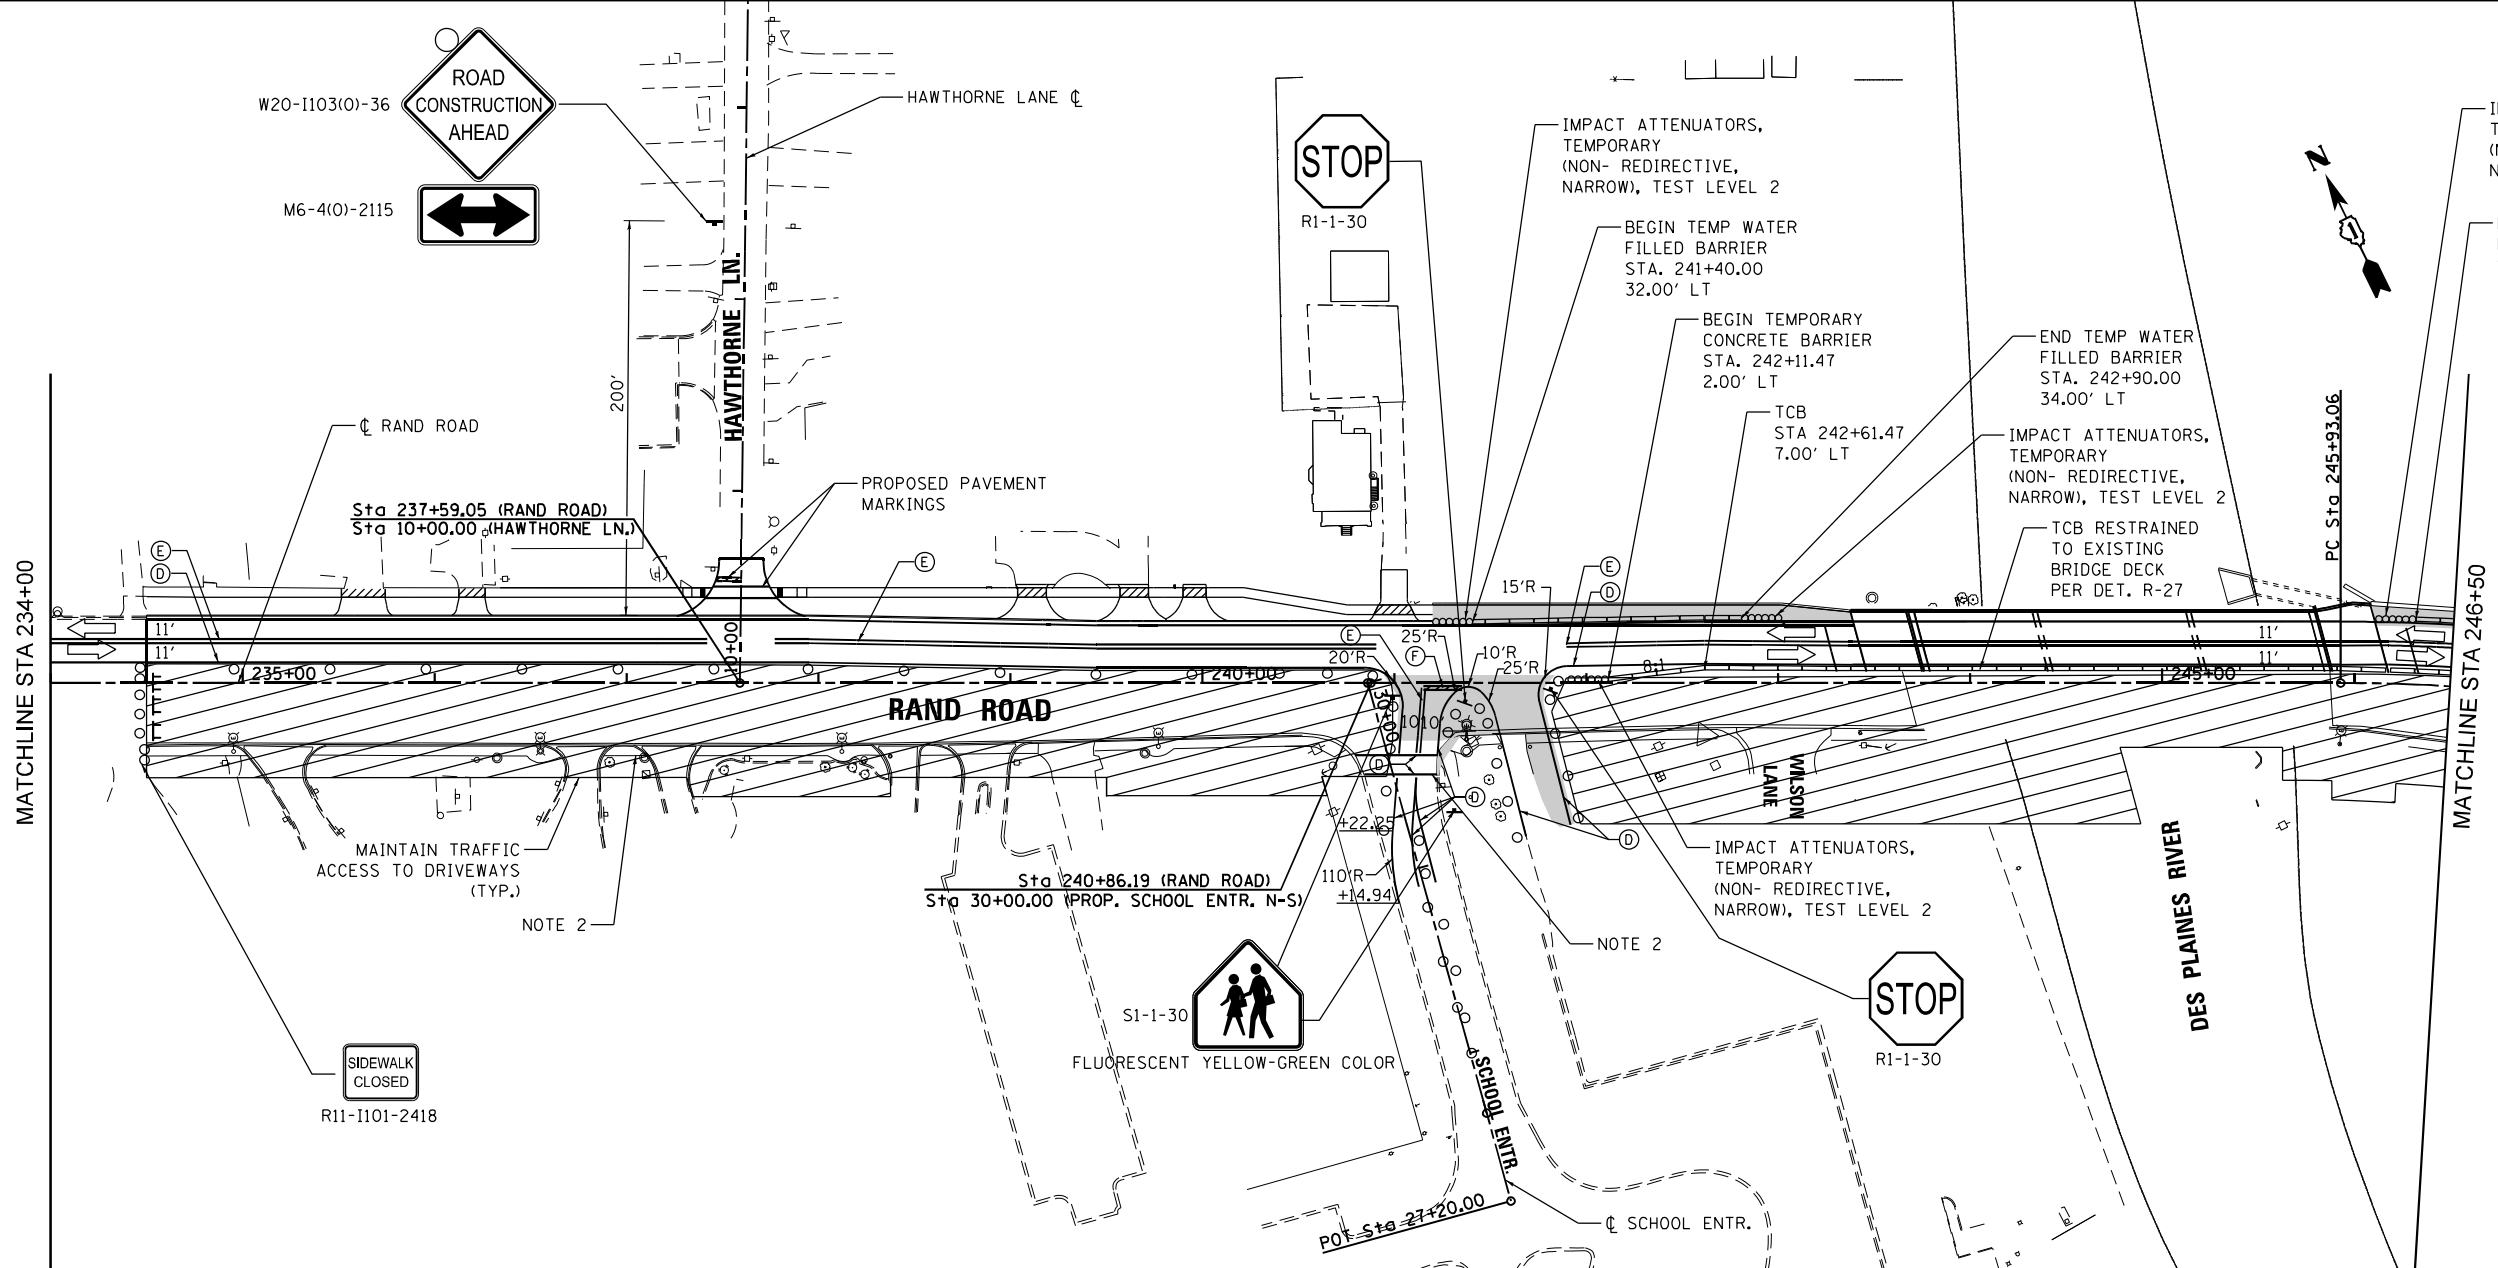 ROAD
CONSTRUCTION
AHEAD
W20-I103(0)-36
M6-4(0)-2115
HAWTHORNE LANE ℄
HAWTHORNE LN.
200'
℄ RAND ROAD
Sta 237+59.05 (RAND ROAD)
Sta 10+00.00 (HAWTHORNE LN.)
PROPOSED PAVEMENT
MARKINGS
STOP
R1-1-30
IMPACT ATTENUATORS,
TEMPORARY
(NON- REDIRECTIVE,
NARROW), TEST LEVEL 2
BEGIN TEMP WATER
FILLED BARRIER
STA. 241+40.00
32.00' LT
BEGIN TEMPORARY
CONCRETE BARRIER
STA. 242+11.47
2.00' LT
TCB
STA 242+61.47
7.00' LT
END TEMP WATER
FILLED BARRIER
STA. 242+90.00
34.00' LT
IMPACT ATTENUATORS,
TEMPORARY
(NON- REDIRECTIVE,
NARROW), TEST LEVEL 2
TCB RESTRAINED
TO EXISTING
BRIDGE DECK
PER DET. R-27
PC Sta 245+93.06
N
MATCHLINE STA 234+00
MATCHLINE STA 246+50
E
D
E
E
D
E
F
15'R
25'R
20'R
10'R
25'R
11'
11'
11'
11'
8:1
235+00
10+00
240+00
245+00
30+00
10
10'
RAND ROAD
WILSON
LANE
D
D
D
+22.25
110'R
+14.94
MAINTAIN TRAFFIC
ACCESS TO DRIVEWAYS
(TYP.)
NOTE 2
Sta 240+86.19 (RAND ROAD)
Sta 30+00.00 (PROP. SCHOOL ENTR. N-S)
IMPACT ATTENUATORS,
TEMPORARY
(NON- REDIRECTIVE,
NARROW), TEST LEVEL 2
NOTE 2
STOP
R1-1-30
S1-1-30
FLUORESCENT YELLOW-GREEN COLOR
SIDEWALK
CLOSED
R11-I101-2418
SCHOOL ENTR.
DES PLAINES RIVER
POT Sta 27+20.00
℄ SCHOOL ENTR.